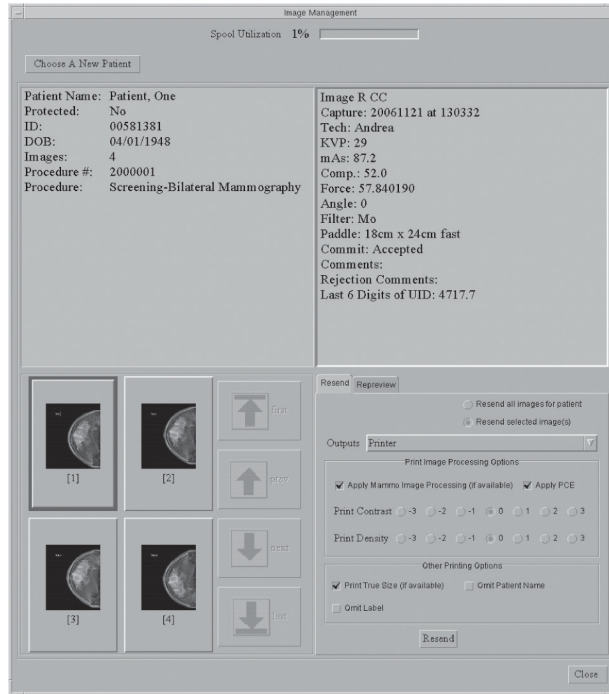 Image Management
Spool Utilization 1%
Choose A New Patient
Patient Name: Patient, One
Protected: No
ID: 00581381
DOB: 04/01/1948
Images: 4
Procedure #: 2000001
Procedure: Screening-Bilateral Mammography
Image R CC
Capture: 20061121 at 130332
Tech: Andrea
KVP: 29
mAs: 87.2
Comp.: 52.0
Force: 57.840190
Angle: 0
Filter: Mo
Paddle: 18cm x 24cm fast
Commit: Accepted
Comments:
Rejection Comments:
Last 6 Digits of UID: 4717.7
[1]
[2]
first
prev
[3]
[4]
next
last
Resend Repreview
Resend all images for patient
Resend selected image(s)
Outputs Printer
Print Image Processing Options
Apply Mammo Image Processing (if available) Apply PCE
Print Contrast -3 -2 -1 0 1 2 3
Print Density -3 -2 -1 0 1 2 3
Other Printing Options
Print True Size (if available) Omit Patient Name
Omit Label
Resend
Close